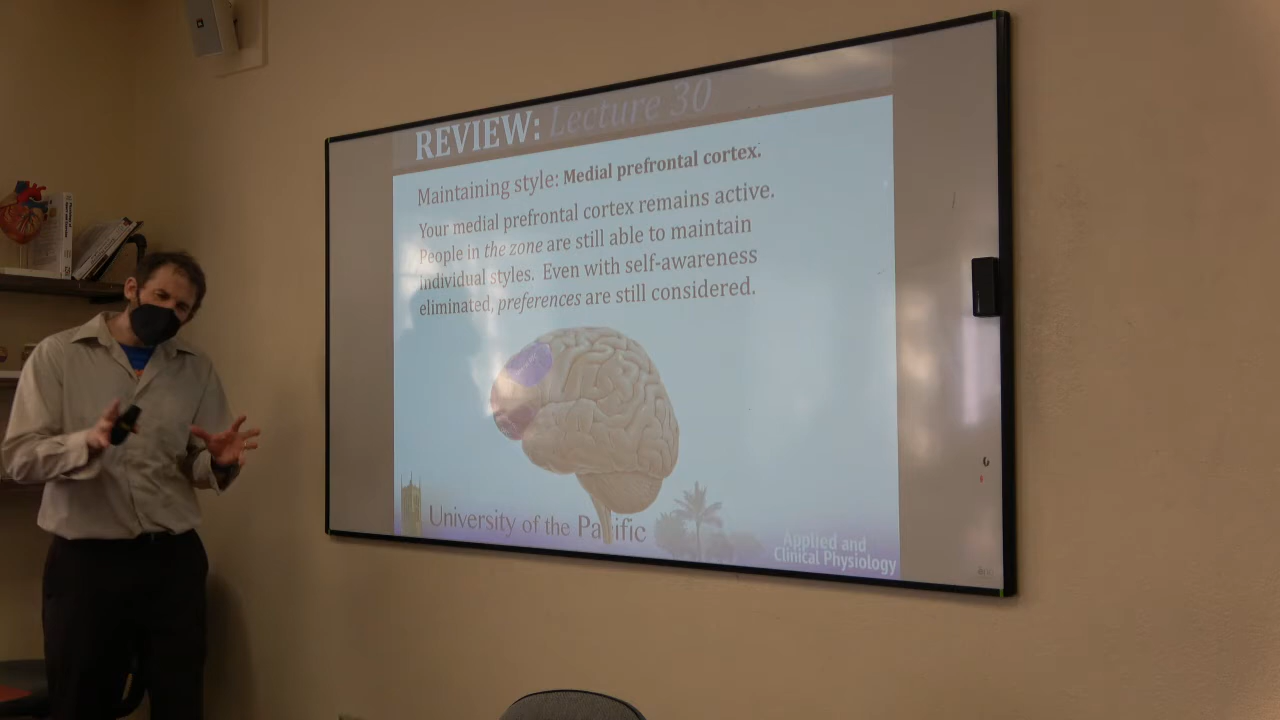 REVIEW: Lecture 30
Maintaining style: Medial prefrontal cortex.
Your medial prefrontal cortex remains active.
People in the zone are still able to maintain
individual styles. Even with self-awareness
eliminated, preferences are still considered.
University of the Pacific
Applied and
Clinical Physiology